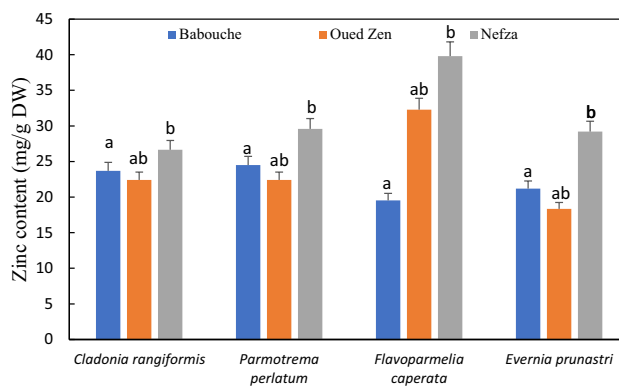 45
40
35
30
25
20
15
10
5
0
Zinc content (mg/g DW)
Babouche Oued Zen Nefza
a ab b
a ab b
a ab b
a ab b
Cladonia rangiformis Parmotrema Flavoparmelia Evernia prunastri
perlatum caperata